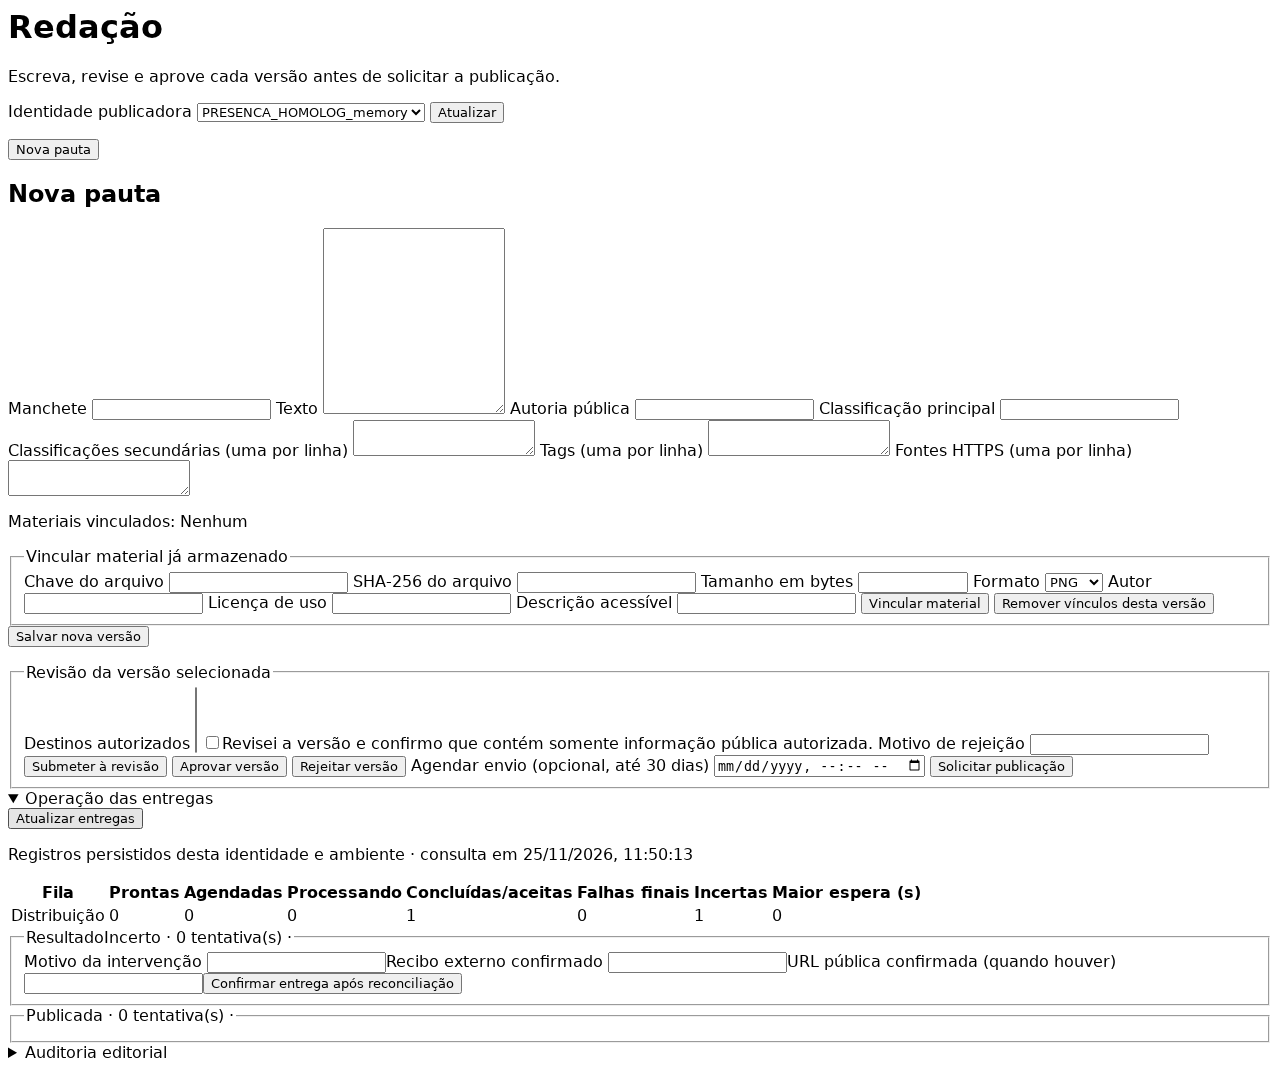 Redação
Escreva, revise e aprove cada versão antes de solicitar a publicação.
Identidade publicadora PRESENCA_HOMOLOG_memory Atualizar
Nova pauta
Nova pauta
Manchete Texto Autoria pública Classificação principal
Classificações secundárias (uma por linha) Tags (uma por linha) Fontes HTTPS (uma por linha)
Materiais vinculados: Nenhum
Vincular material já armazenado
Chave do arquivo SHA-256 do arquivo Tamanho em bytes Formato PNG Autor
Licença de uso Descrição acessível Vincular material Remover vínculos desta versão
Salvar nova versão
Revisão da versão selecionada
Destinos autorizados Revisei a versão e confirmo que contém somente informação pública autorizada. Motivo de rejeição
Submeter à revisão Aprovar versão Rejeitar versão Agendar envio (opcional, até 30 dias) mm/dd/yyyy, --:-- -- Solicitar publicação
Operação das entregas
Atualizar entregas
Registros persistidos desta identidade e ambiente · consulta em 25/11/2026, 11:50:13
Fila Prontas Agendadas Processando Concluídas/aceitas Falhas finais Incertas Maior espera (s)
Distribuição 0 0 0 1 0 1 0
ResultadoIncerto · 0 tentativa(s) ·
Motivo da intervenção Recibo externo confirmado URL pública confirmada (quando houver)
Confirmar entrega após reconciliação
Publicada · 0 tentativa(s) ·
Auditoria editorial